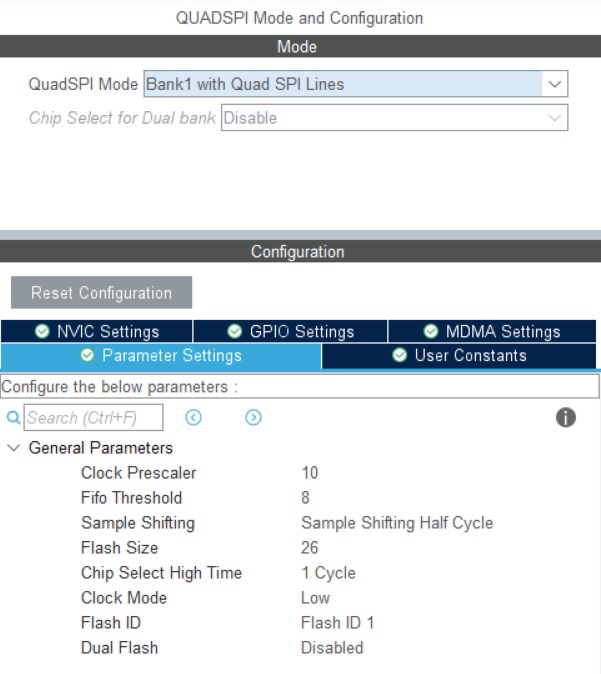 QUADSPI Mode and Configuration
Mode
QuadSPI Mode Bank1 with Quad SPI Lines
Chip Select for Dual bank Disable
Configuration
Reset Configuration
NVIC Settings GPIO Settings MDMA Settings
Parameter Settings User Constants
Configure the below parameters :
Search (Ctrl+F)
General Parameters
Clock Prescaler 10
Fifo Threshold 8
Sample Shifting Sample Shifting Half Cycle
Flash Size 26
Chip Select High Time 1 Cycle
Clock Mode Low
Flash ID Flash ID 1
Dual Flash Disabled